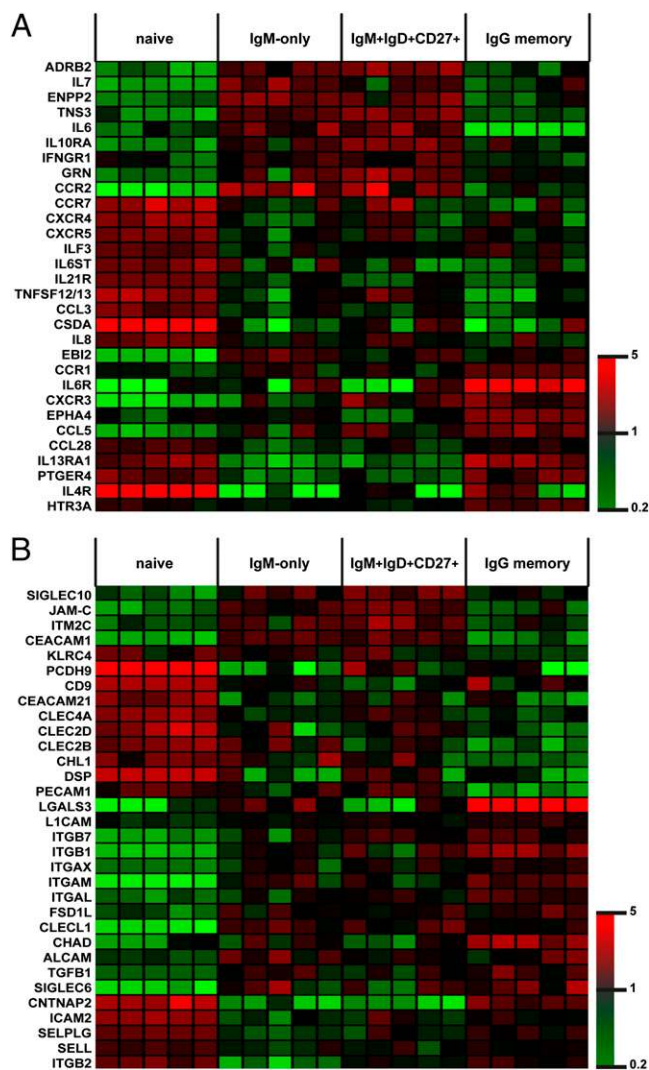 A
naive IgM-only IgM+IgD+CD27+ IgG memory
ADRB2
IL7
ENPP2
TNS3
IL6
IL10RA
IFNGR1
GRN
CCR2
CCR7
CXCR4
CXCR5
ILF3
IL6ST
IL21R
TNFSF12/13
CCL3
CSDA
IL8
EBI2
CCR1
IL6R
CXCR3
EPHA4
CCL5
CCL28
IL13RA1
PTGER4
IL4R
HTR3A
5
1
0.2
B
naive IgM-only IgM+IgD+CD27+ IgG memory
SIGLEC10
JAM-C
ITM2C
CEACAM1
KLRC4
PCDH9
CD9
CEACAM21
CLEC4A
CLEC2D
CLEC2B
CHL1
DSP
PECAM1
LGALS3
L1CAM
ITGB7
ITGB1
ITGAX
ITGAM
ITGAL
FSD1L
CLECL1
CHAD
ALCAM
TGFB1
SIGLEC6
CNTNAP2
ICAM2
SELPLG
SELL
ITGB2
5
1
0.2